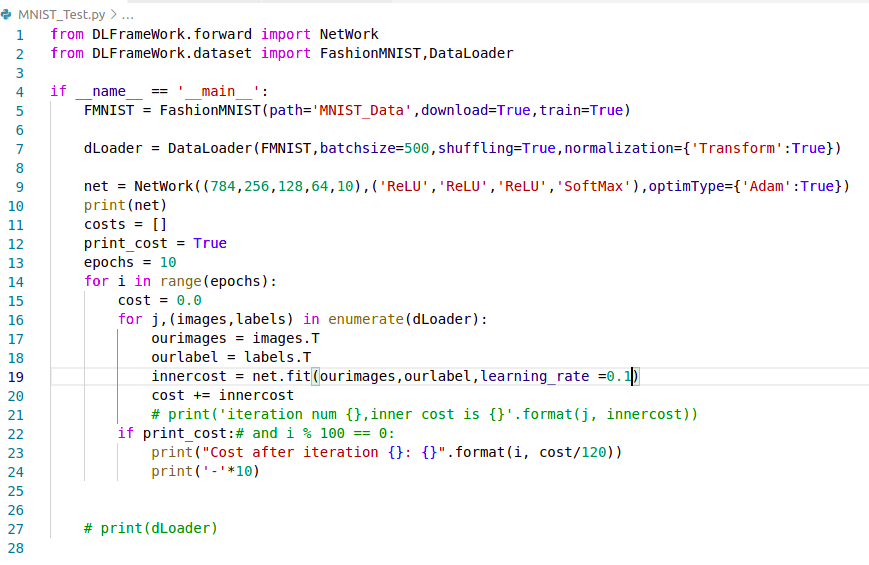 MNIST_Test.py > ...
1 from DLFrameWork.forward import NetWork
2 from DLFrameWork.dataset import FashionMNIST,DataLoader
3
4 if __name__ == '__main__':
5     FMNIST = FashionMNIST(path='MNIST_Data',download=True,train=True)
6
7     dLoader = DataLoader(FMNIST,batchsize=500,shuffling=True,normalization={'Transform':True})
8
9     net = NetWork((784,256,128,64,10),('ReLU','ReLU','ReLU','SoftMax'),optimType={'Adam':True})
10     print(net)
11     costs = []
12     print_cost = True
13     epochs = 10
14     for i in range(epochs):
15         cost = 0.0
16         for j,(images,labels) in enumerate(dLoader):
17             ourimages = images.T
18             ourlabel = labels.T
19             innercost = net.fit(ourimages,ourlabel,learning_rate =0.1)
20             cost += innercost
21             # print('iteration num {},inner cost is {}'.format(j, innercost))
22         if print_cost:# and i % 100 == 0:
23             print("Cost after iteration {}: {}".format(i, cost/120))
24             print('-'*10)
25
26
27     # print(dLoader)
28